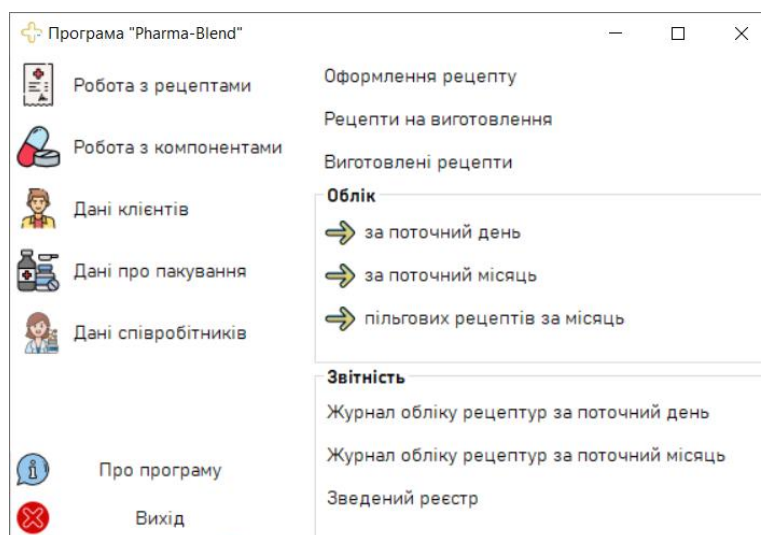 Програма "Pharma-Blend"
Робота з рецептами
Робота з компонентами
Дані клієнтів
Дані про пакування
Дані співробітників
Про програму
Вихід
Оформлення рецепту
Рецепти на виготовлення
Виготовлені рецепти
Облік
за поточний день
за поточний місяць
пільгових рецептів за місяць
Звітність
Журнал обліку рецептур за поточний день
Журнал обліку рецептур за поточний місяць
Зведений реєстр